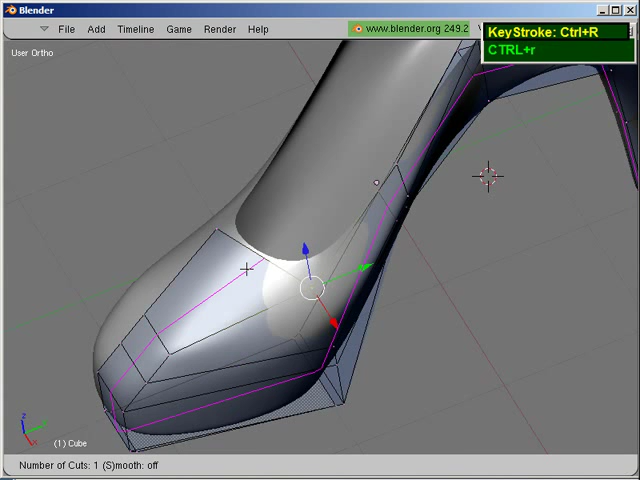 Blender
File Add Timeline Game Render Help
www.blender.org 249.2
KeyStroke: Ctrl+R
CTRL+r
User Ortho
z
(1) Cube
Number of Cuts: 1 (S)mooth: off